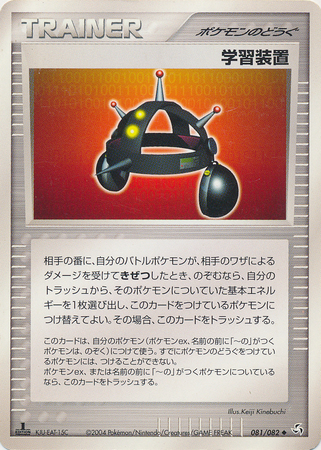 TRAINER
ポケモンのどうぐ
学習装置
相手の番に、自分のバトルポケモンが、相手のワザによる
ダメージを受けてきぜつしたとき、のぞむなら、自分の
トラッシュから、そのポケモンについていた基本エネル
ギーを1枚選び出し、このカードをつけているポケモンに
つけ替えてよい。その場合、このカードをトラッシュする。
このカードは、自分のポケモン(ポケモンex、名前の前に「〜の」がつく
ポケモンは、のぞく)につけて使う。すでにポケモンのどうぐをつけている
ポケモンには、つけることができない。
ポケモンex、または名前の前に「〜の」がつくポケモンについているなら、
このカードをトラッシュする。
Illus.Keiji Kinebuchi
1 EDITION KJU-EAT-15C ©2004 Pokémon/Nintendo/Creatures/GAME FREAK 081/082 ◆